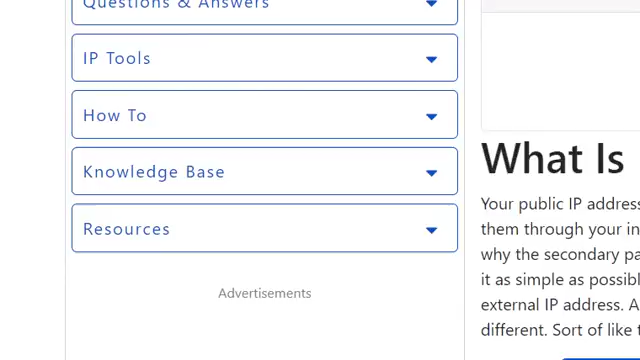 Questions & Answers
IP Tools
How To
Knowledge Base
Resources
Advertisements
What Is
Your public IP address
them through your in
why the secondary pa
it as simple as possibl
external IP address. A
different. Sort of like t